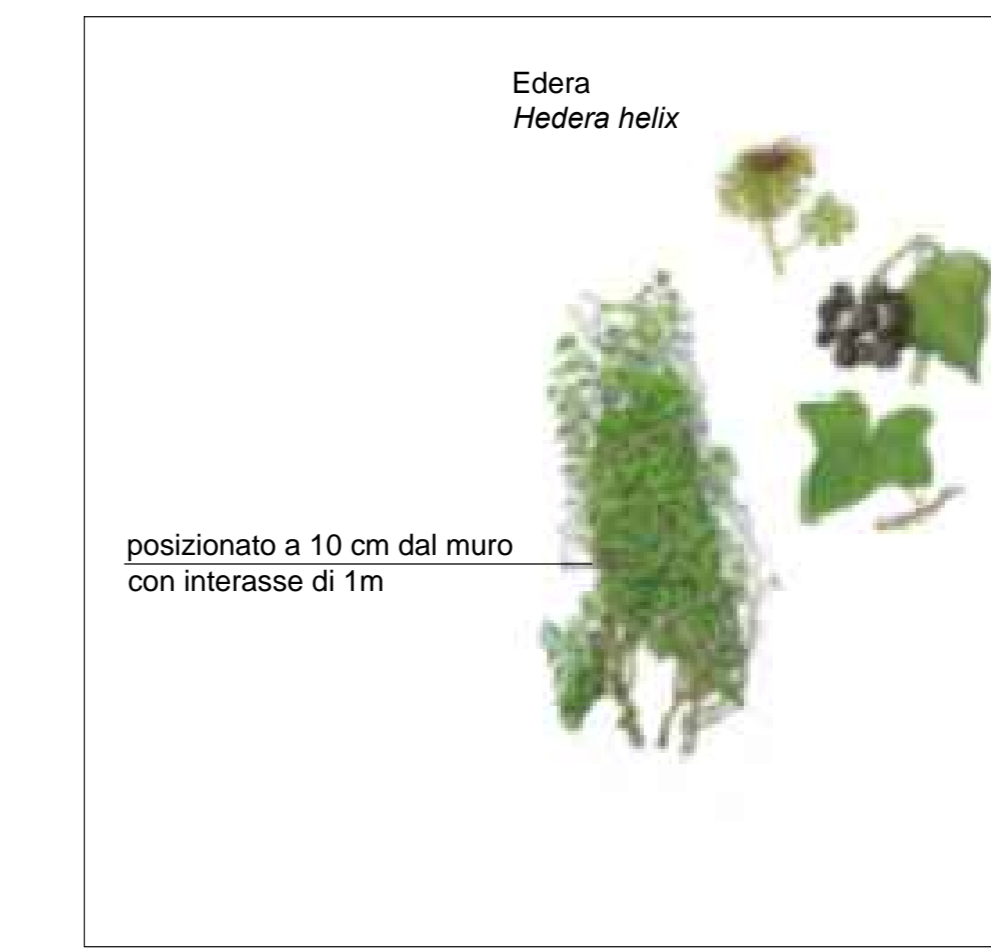 Edera
Hedera helix
posizionato a 10 cm dal muro
con interasse di 1m